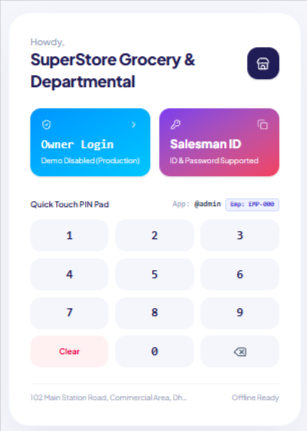 Howdy,
SuperStore Grocery &
Departmental
Owner Login
Demo Disabled (Production)
Salesman ID
ID & Password Supported
Quick Touch PIN Pad
App: @admin
Emp: EMP-000
1
2
3
4
5
6
7
8
9
Clear
0
102 Main Station Road, Commercial Area, Dh...
Offline Ready